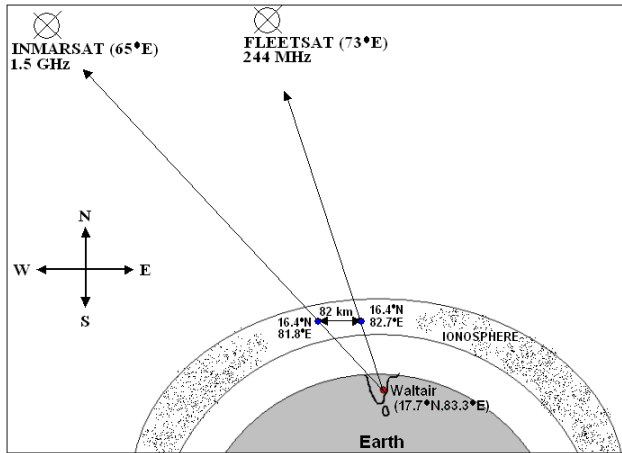 INMARSAT (65°E)
1.5 GHz
FLEETSAT (73°E)
244 MHz
N
W
E
S
82 km
16.4°N
81.8°E
16.4°N
82.7°E
IONOSPHERE
Waltair
(17.7°N.83.3°E)
Earth